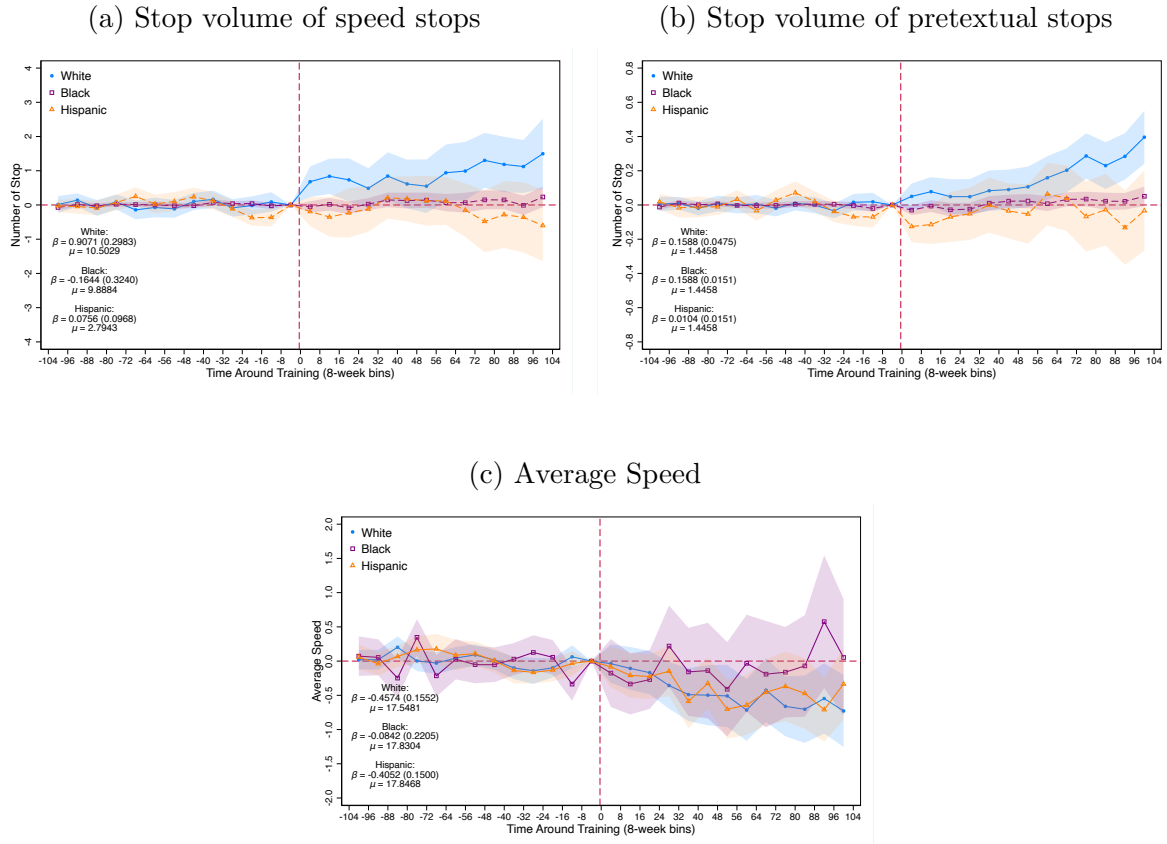 (a) Stop volume of speed stops
4
3
2
1
0
-1
-2
-3
-4
Number of Stop
White
Black
Hispanic
White:
β = 0.9071 (0.2983)
μ = 10.5029
Black:
β = -0.1644 (0.3240)
μ = 9.8884
Hispanic:
β = 0.0756 (0.0968)
μ = 2.7943
-104 -96 -88 -80 -72 -64 -56 -48 -40 -32 -24 -16 -8 0 8 16 24 32 40 48 56 64 72 80 88 96 104
Time Around Training (8-week bins)
(b) Stop volume of pretextual stops
0.8
0.6
0.4
0.2
0.0
-0.2
-0.4
-0.6
-0.8
Number of Stop
White
Black
Hispanic
White:
β = 0.1588 (0.0475)
μ = 1.4458
Black:
β = 0.1588 (0.0151)
μ = 1.4458
Hispanic:
β = 0.0104 (0.0151)
μ = 1.4458
-104 -96 -88 -80 -72 -64 -56 -48 -40 -32 -24 -16 -8 0 8 16 24 32 40 48 56 64 72 80 88 96 104
Time Around Training (8-week bins)
(c) Average Speed
2.0
1.5
1.0
0.5
0.0
-0.5
-1.0
-1.5
-2.0
Average Speed
White
Black
Hispanic
White:
β = -0.4574 (0.1552)
μ = 17.5481
Black:
β = -0.0842 (0.2205)
μ = 17.8304
Hispanic:
β = -0.4052 (0.1500)
μ = 17.8468
-104 -96 -88 -80 -72 -64 -56 -48 -40 -32 -24 -16 -8 0 8 16 24 32 40 48 56 64 72 80 88 96 104
Time Around Training (8-week bins)